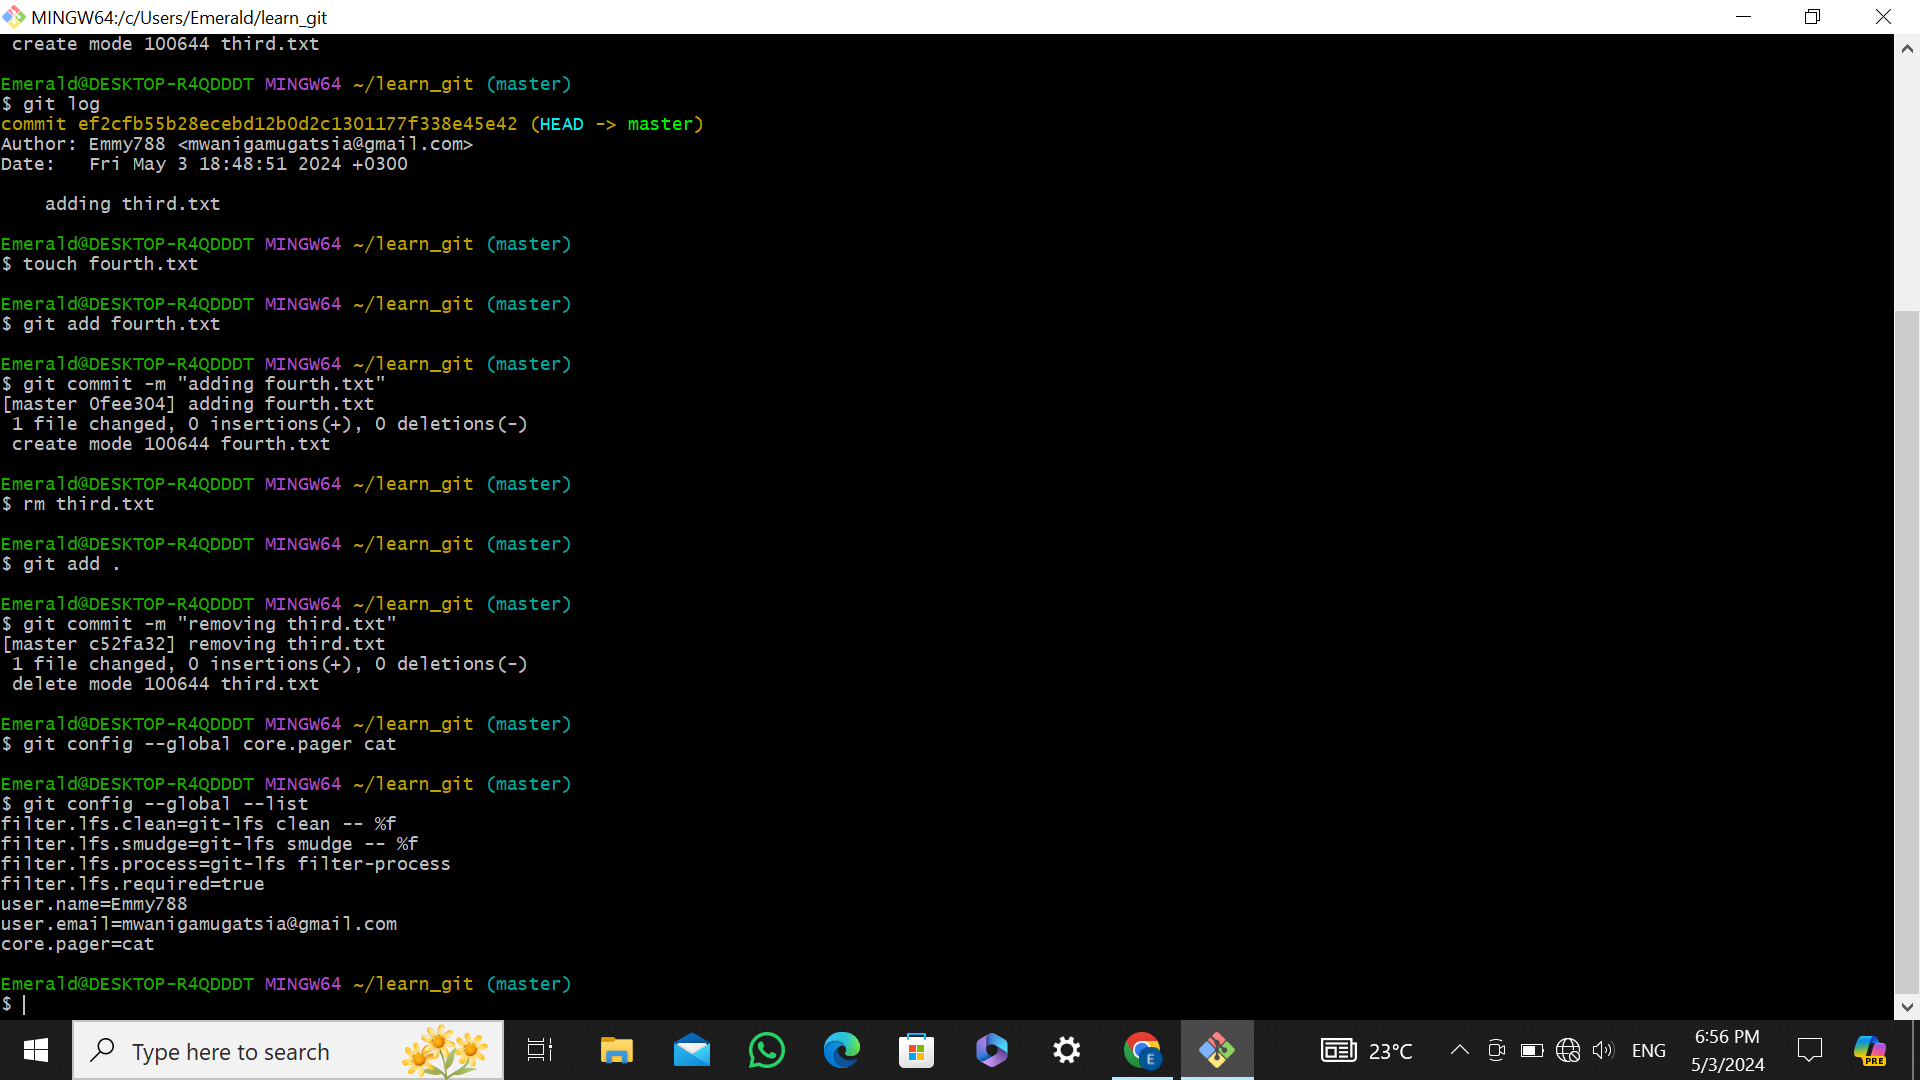 MINGW64:/c/Users/Emerald/learn_git
 create mode 100644 third.txt
Emerald@DESKTOP-R4QDDDT MINGW64 ~/learn_git (master)
$ git log
commit ef2cfb55b28ecebd12b0d2c1301177f338e45e42 (HEAD -> master)
Author: Emmy788 <mwanigamugatsia@gmail.com>
Date:   Fri May 3 18:48:51 2024 +0300
    adding third.txt
Emerald@DESKTOP-R4QDDDT MINGW64 ~/learn_git (master)
$ touch fourth.txt
Emerald@DESKTOP-R4QDDDT MINGW64 ~/learn_git (master)
$ git add fourth.txt
Emerald@DESKTOP-R4QDDDT MINGW64 ~/learn_git (master)
$ git commit -m "adding fourth.txt"
[master 0fee304] adding fourth.txt
 1 file changed, 0 insertions(+), 0 deletions(-)
 create mode 100644 fourth.txt
Emerald@DESKTOP-R4QDDDT MINGW64 ~/learn_git (master)
$ rm third.txt
Emerald@DESKTOP-R4QDDDT MINGW64 ~/learn_git (master)
$ git add .
Emerald@DESKTOP-R4QDDDT MINGW64 ~/learn_git (master)
$ git commit -m "removing third.txt"
[master c52fa32] removing third.txt
 1 file changed, 0 insertions(+), 0 deletions(-)
 delete mode 100644 third.txt
Emerald@DESKTOP-R4QDDDT MINGW64 ~/learn_git (master)
$ git config --global core.pager cat
Emerald@DESKTOP-R4QDDDT MINGW64 ~/learn_git (master)
$ git config --global --list
filter.lfs.clean=git-lfs clean -- %f
filter.lfs.smudge=git-lfs smudge -- %f
filter.lfs.process=git-lfs filter-process
filter.lfs.required=true
user.name=Emmy788
user.email=mwanigamugatsia@gmail.com
core.pager=cat
Emerald@DESKTOP-R4QDDDT MINGW64 ~/learn_git (master)
$
Type here to search
E
23°C
ENG
6:56 PM
5/3/2024
PRE